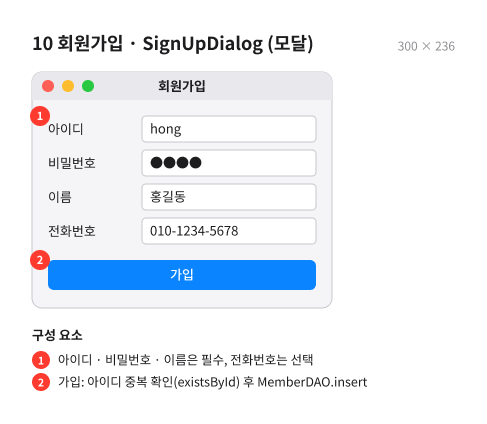 10 회원가입 · SignUpDialog (모달)
300 × 236
회원가입
1
아이디
hong
비밀번호
●●●●
이름
홍길동
전화번호
010-1234-5678
2
가입
구성 요소
1 아이디 · 비밀번호 · 이름은 필수, 전화번호는 선택
2 가입: 아이디 중복 확인(existsById) 후 MemberDAO.insert